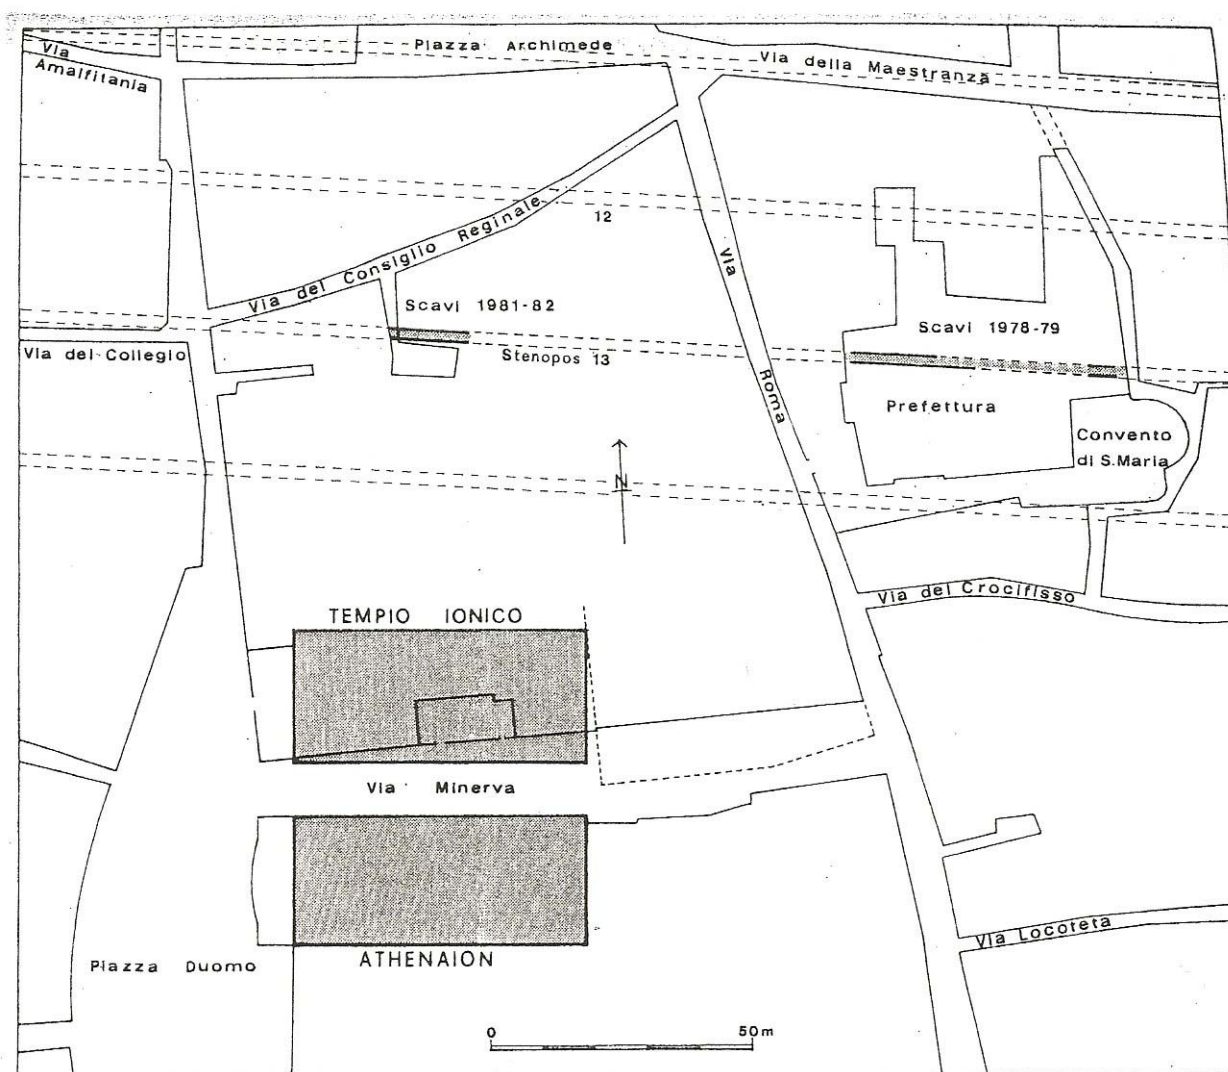 Piazza Archimede
Via
Amalfitania
Via della Maestranza
Via del Consiglio Reginale
12
Via
Roma
Scavi 1981-82
Scavi 1978-79
Via del Collegio
Stenopos 13
Prefettura
Convento
di S.Maria
N
Via del Crocifisso
TEMPIO IONICO
Via Minerva
Via Locoteta
Piazza Duomo
ATHENAION
0 50m